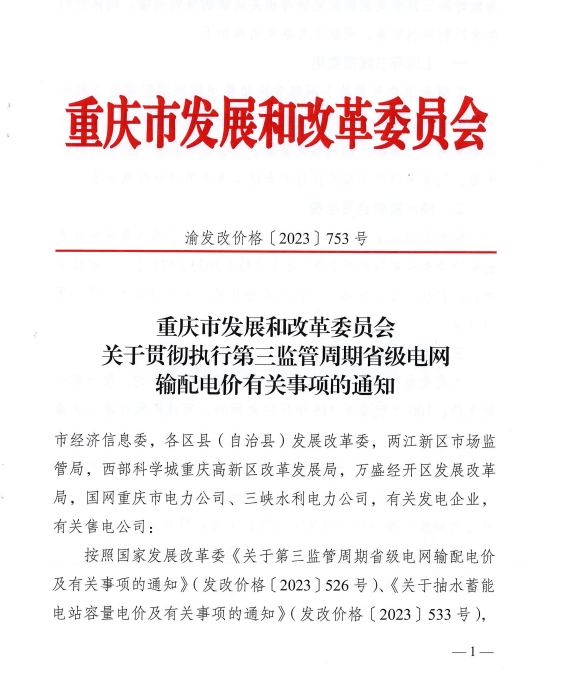 重庆市发展和改革委员会
渝发改价格〔2023〕753号
重庆市发展和改革委员会
关于贯彻执行第三监管周期省级电网
输配电价有关事项的通知
市经济信息委，各区县（自治县）发展改革委，两江新区市场监
管局，西部科学城重庆高新区改革发展局，万盛经开区发展改革
局，国网重庆市电力公司、三峡水利电力公司，有关发电企业，
有关售电公司：
按照国家发展改革委《关于第三监管周期省级电网输配电价
及有关事项的通知》（发改价格〔2023〕526号）、《关于抽水蓄能
电站容量电价及有关事项的通知》（发改价格〔2023〕533号），
—1—